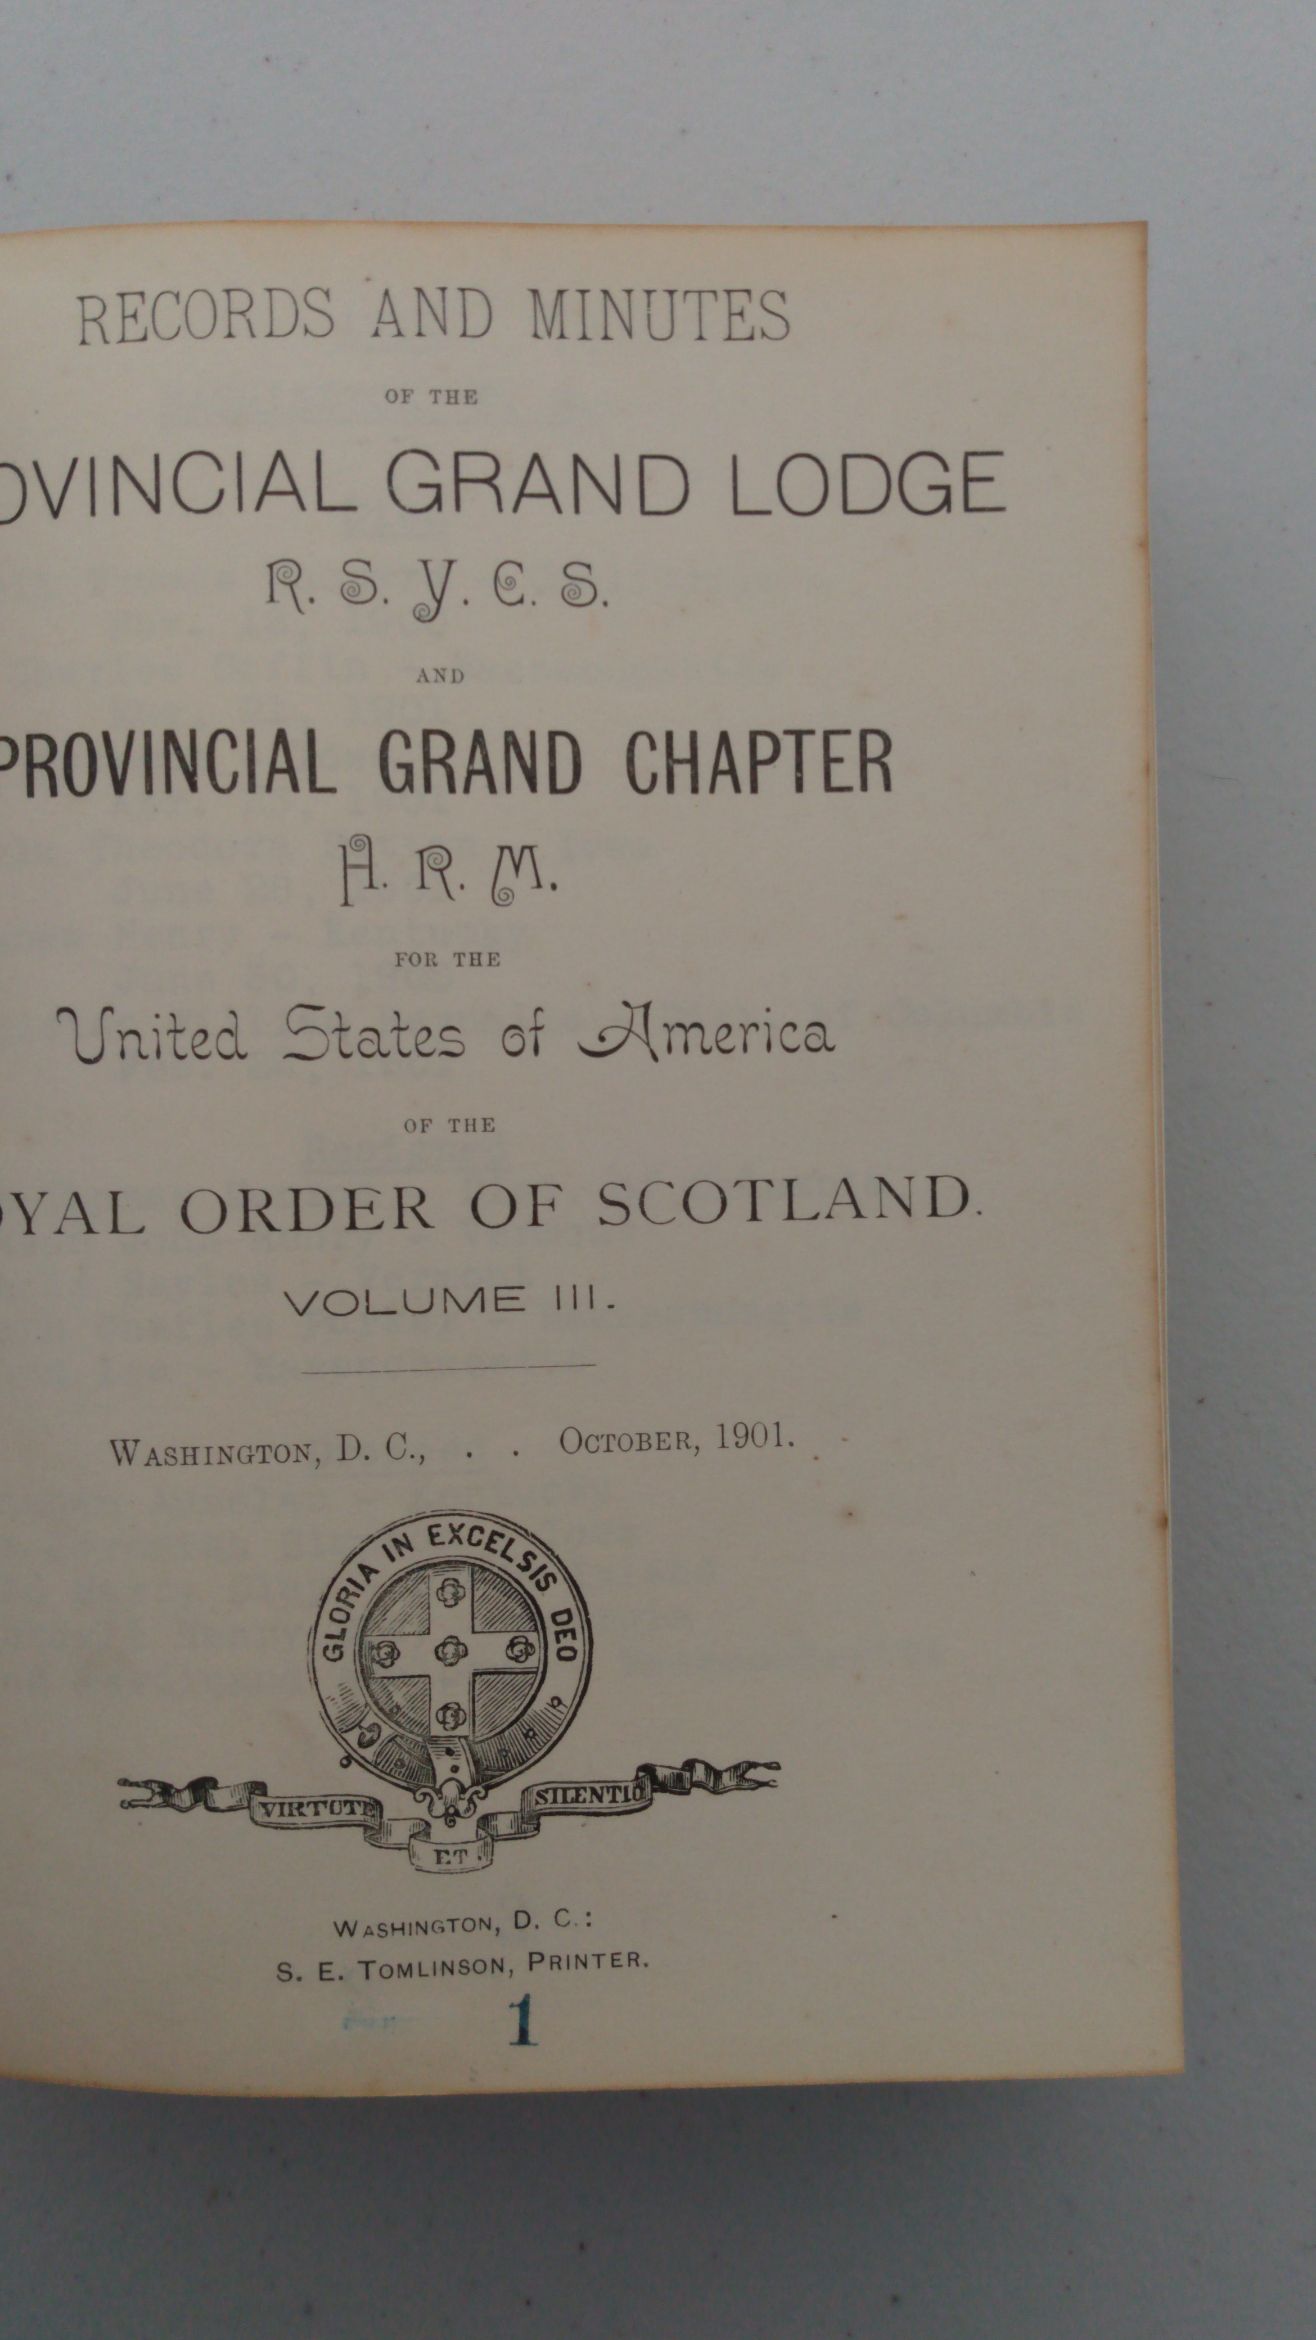 RECORDS AND MINUTES
OF THE
OVINCIAL GRAND LODGE
R. S. Y. C. S.
AND
PROVINCIAL GRAND CHAPTER
H. R. M.
FOR THE
United States of America
OF THE
OYAL ORDER OF SCOTLAND.
VOLUME III.
WASHINGTON, D. C., . . OCTOBER, 1901.
GLORIA IN EXCELSIS DEO
VIRTUTE ET SILENTIO
WASHINGTON, D. C.:
S. E. TOMLINSON, PRINTER.
1